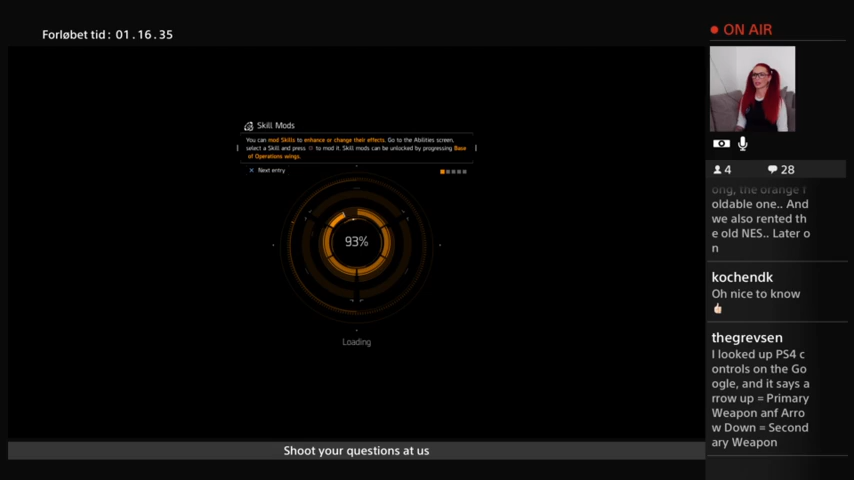 Forløbet tid: 01.16.35
ON AIR
Skill Mods
You can mod Skills to enhance or change their effects. Go to the Abilities screen,
select a Skill and press to mod it. Skill mods can be unlocked by progressing Base
of Operations wings.
Next entry
93%
Loading
Shoot your questions at us
4 28
ong, the orange f
oldable one.. And
we also rented th
e old NES.. Later o
n
kochendk
Oh nice to know
thegrevsen
I looked up PS4 c
ontrols on the Go
ogle, and it says a
rrow up = Primary
Weapon anf Arro
w Down = Second
ary Weapon